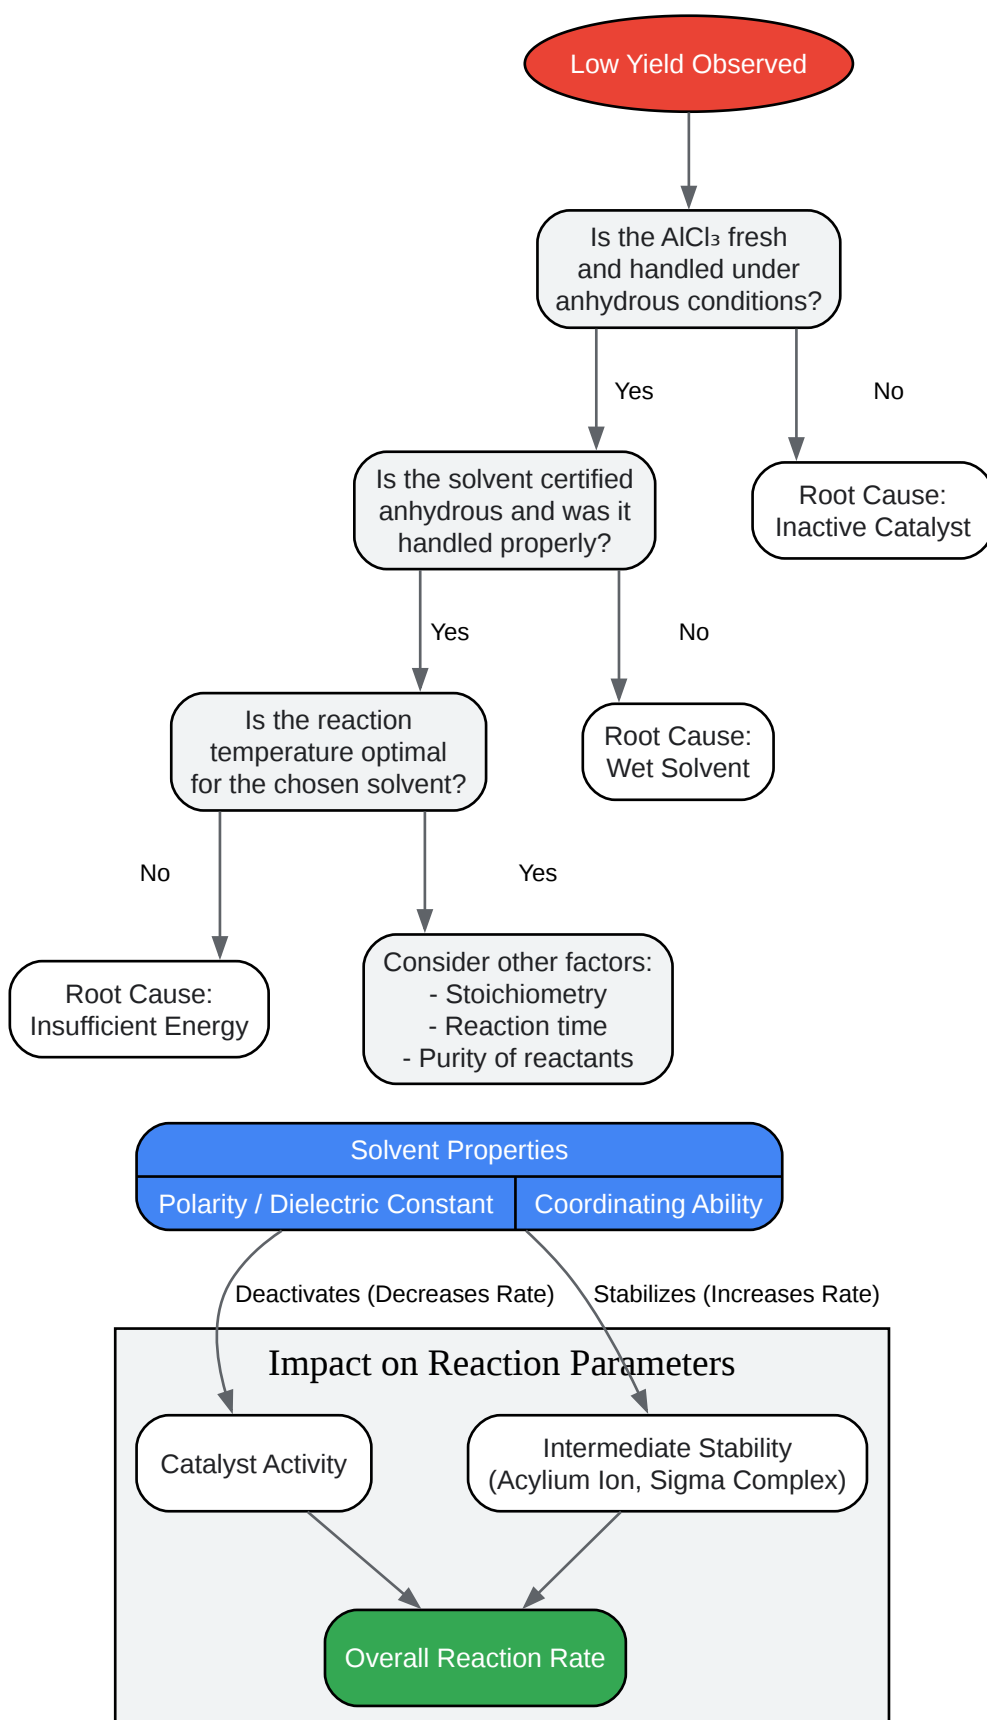 Low Yield Observed
Is the AlCl₃ fresh
and handled under
anhydrous conditions?
Yes
No
Is the solvent certified
anhydrous and was it
handled properly?
Root Cause:
Inactive Catalyst
Yes
No
Is the reaction
temperature optimal
for the chosen solvent?
Root Cause:
Wet Solvent
No
Yes
Root Cause:
Insufficient Energy
Consider other factors:
- Stoichiometry
- Reaction time
- Purity of reactants
Solvent Properties
Polarity / Dielectric Constant
Coordinating Ability
Deactivates (Decreases Rate)
Stabilizes (Increases Rate)
Impact on Reaction Parameters
Catalyst Activity
Intermediate Stability
(Acylium Ion, Sigma Complex)
Overall Reaction Rate